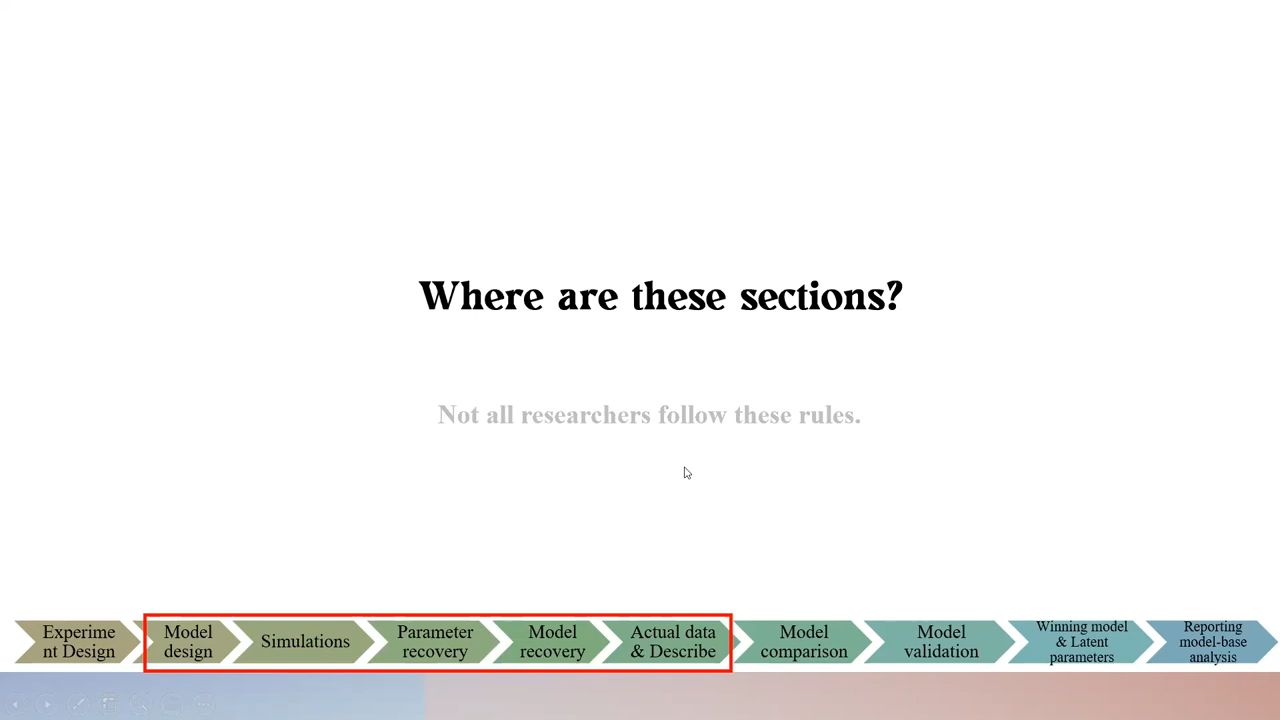 Where are these sections?
Not all researchers follow these rules.
Experime
nt Design
Model
design
Simulations
Parameter
recovery
Model
recovery
Actual data
& Describe
Model
comparison
Model
validation
Winning model
& Latent
parameters
Reporting
model-base
analysis